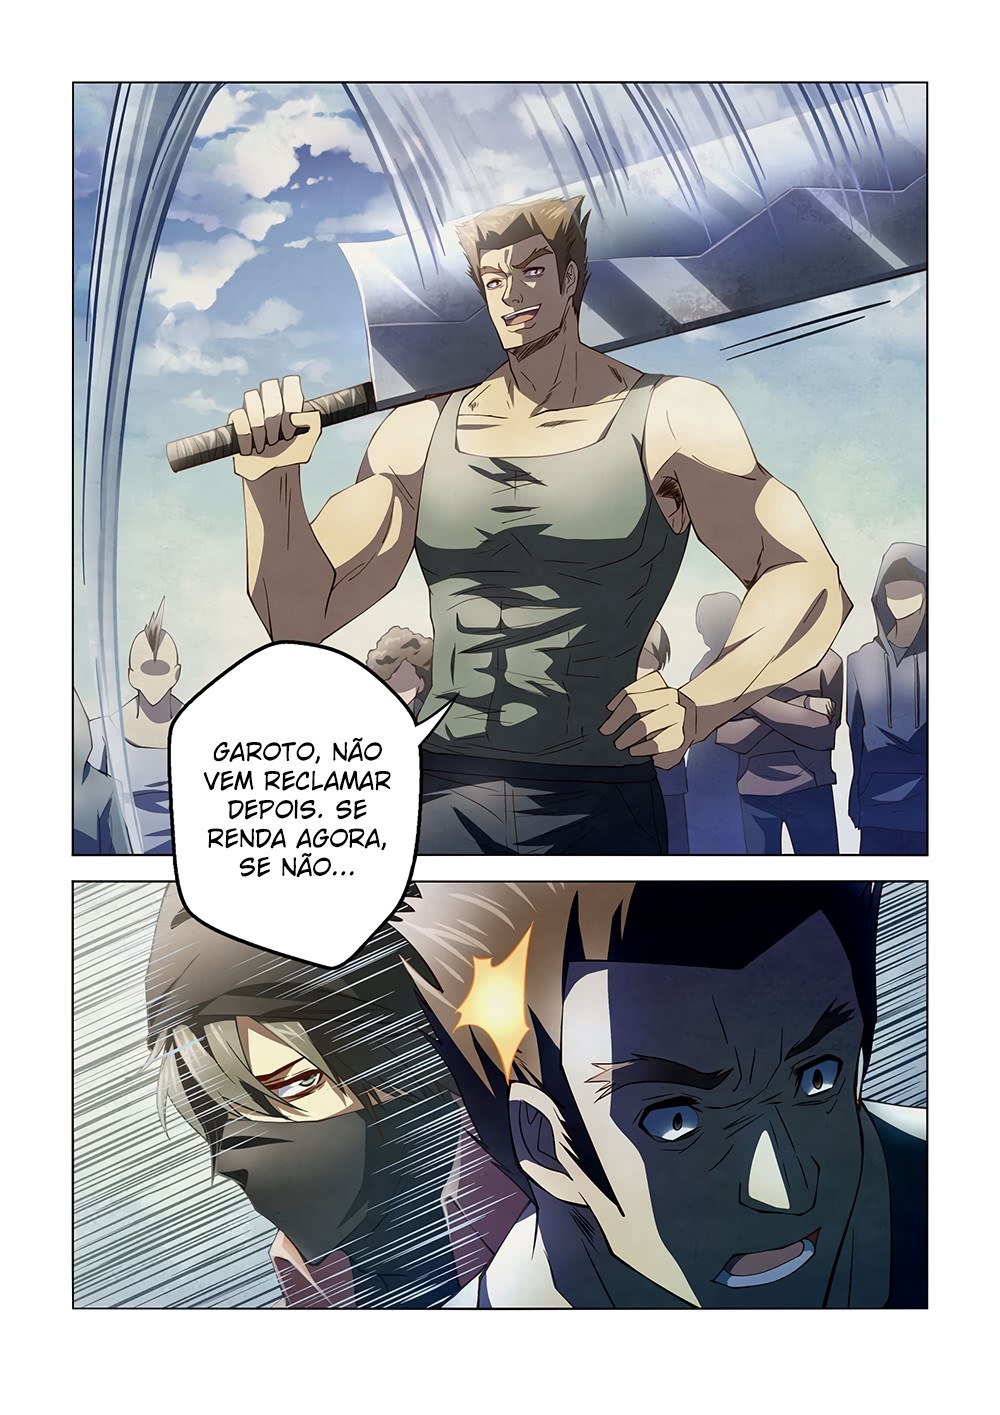 GAROTO, NÃO
VEM RECLAMAR
DEPOIS. SE
RENDA AGORA,
SE NÃO...